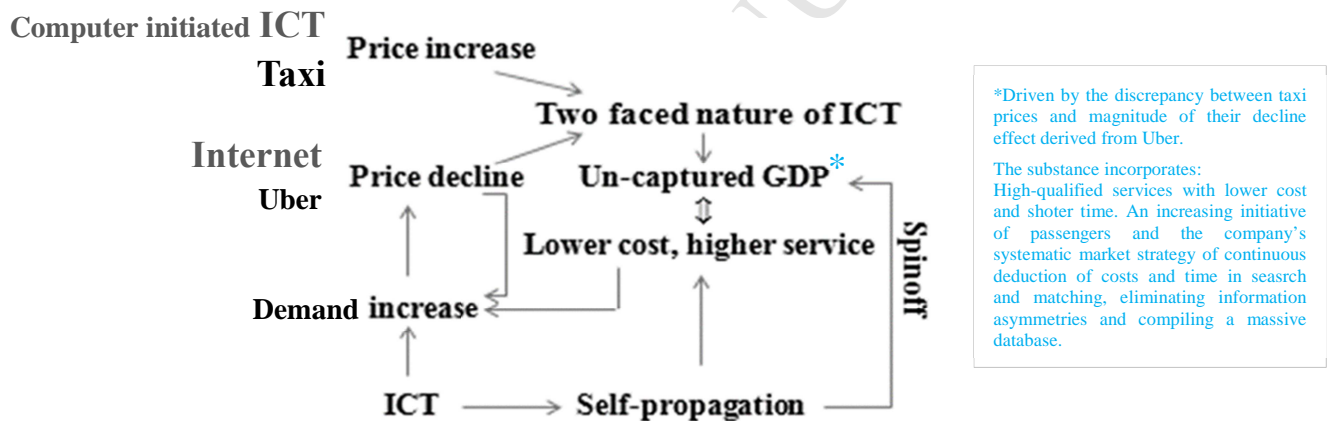 Computer initiated ICT
Taxi
Price increase
Two faced nature of ICT
Internet
Uber
Price decline
Un-captured GDP*
Lower cost, higher service
Spinoff
Demand increase
ICT
Self-propagation
*Driven by the discrepancy between taxi
prices and magnitude of their decline
effect derived from Uber.
The substance incorporates:
High-qualified services with lower cost
and shoter time. An increasing initiative
of passengers and the company's
systematic market strategy of continuous
deduction of costs and time in seasrch
and matching, eliminating information
asymmetries and compiling a massive
database.